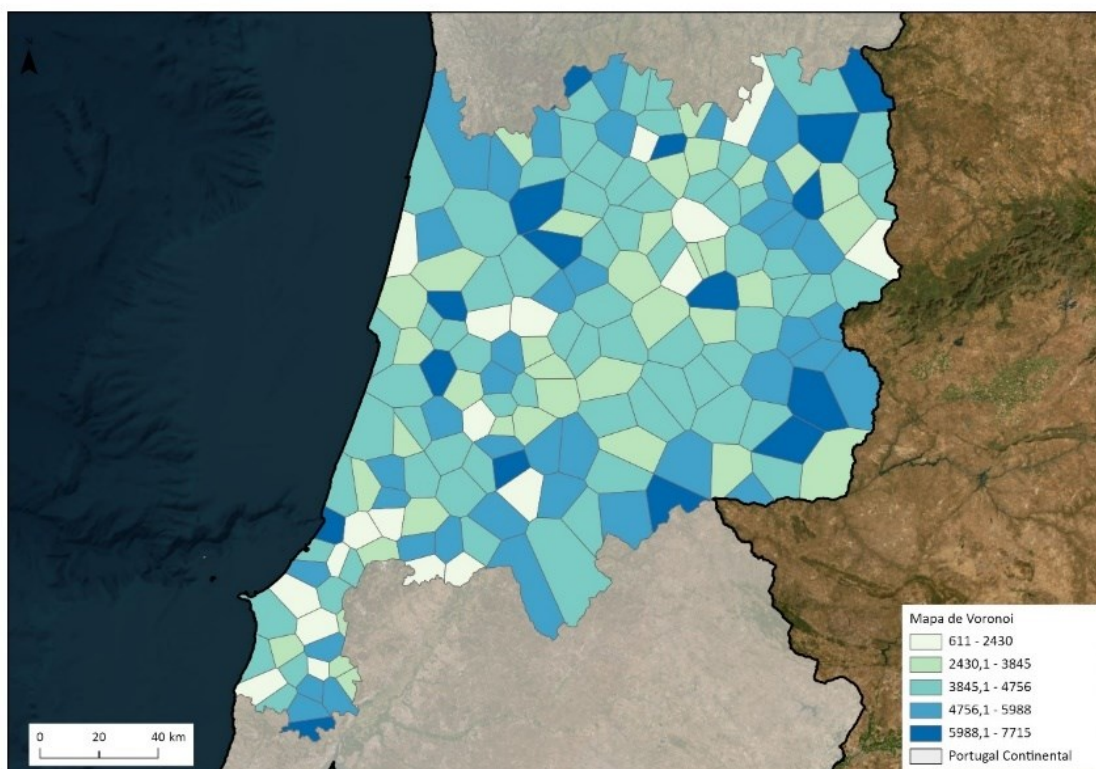 Mapa de Voronoi
611 - 2430
2430,1 - 3845
3845,1 - 4756
4756,1 - 5988
5988,1 - 7715
Portugal Continental
0 20 40 km